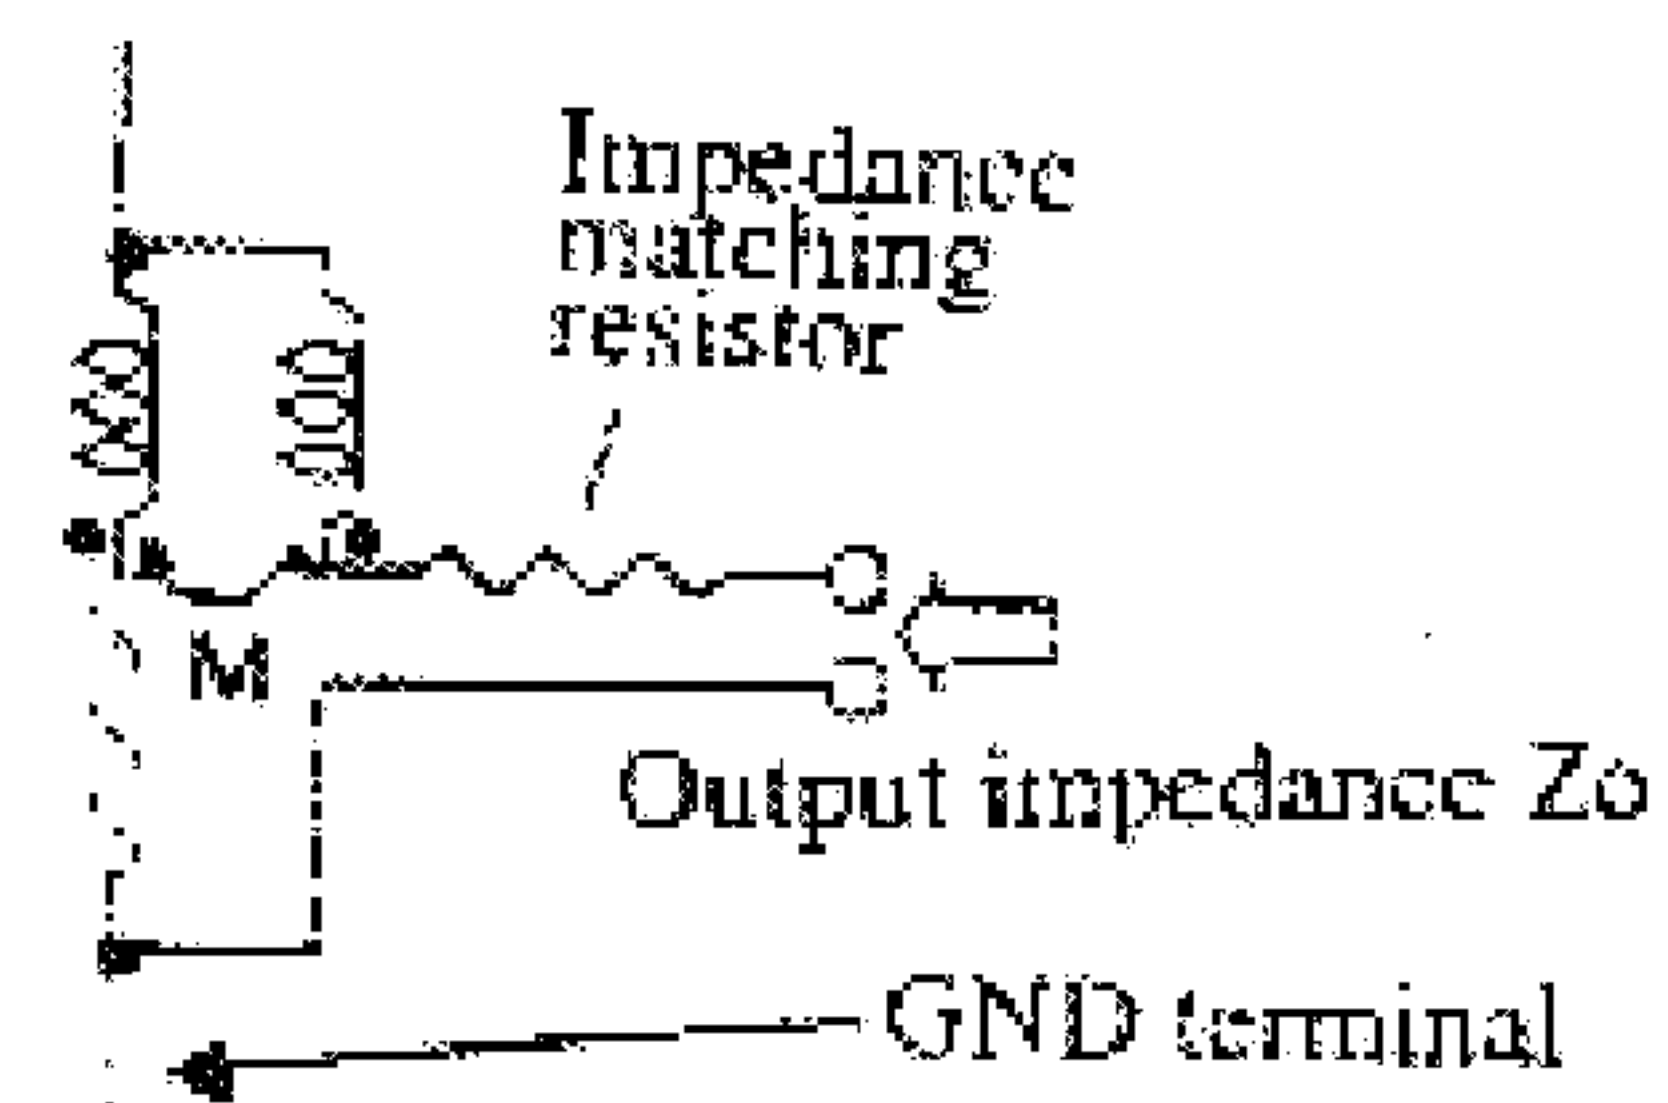 Impedance
matching
resistor
M
Output impedance Zo
GND terminal